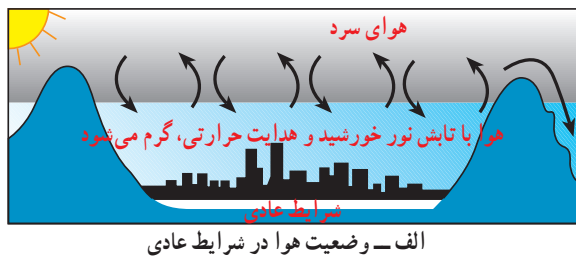 هوای سرد
هوا با تابش نور خورشید و هدایت حرارتی، گرم می‌شود
شرایط عادی
الف ــ وضعیت هوا در شرایط عادی